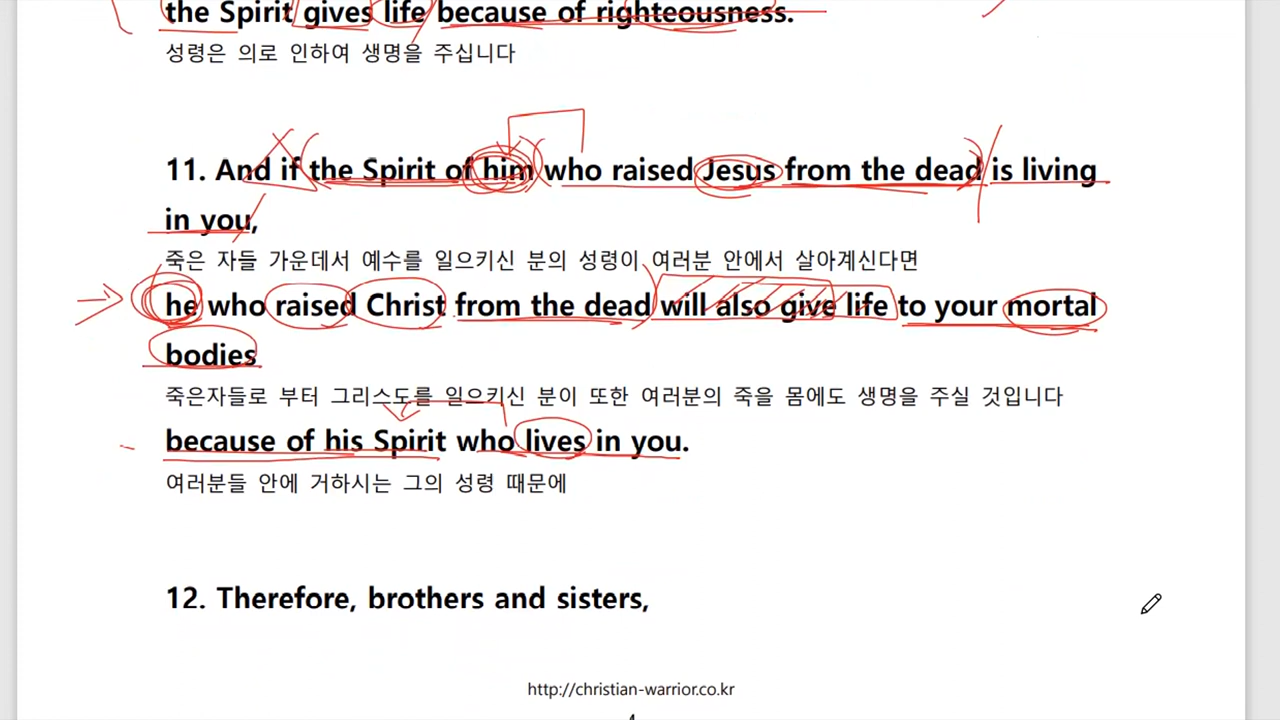 the Spirit gives life because of righteousness.
성령은 의로 인하여 생명을 주십니다
11. And if the Spirit of him who raised Jesus from the dead is living
in you,
죽은 자들 가운데서 예수를 일으키신 분의 성령이 여러분 안에서 살아계신다면
he who raised Christ from the dead will also give life to your mortal
bodies
죽은자들로 부터 그리스도를 일으키신 분이 또한 여러분의 죽을 몸에도 생명을 주실 것입니다
because of his Spirit who lives in you.
여러분들 안에 거하시는 그의 성령 때문에
12. Therefore, brothers and sisters,
http://christian-warrior.co.kr